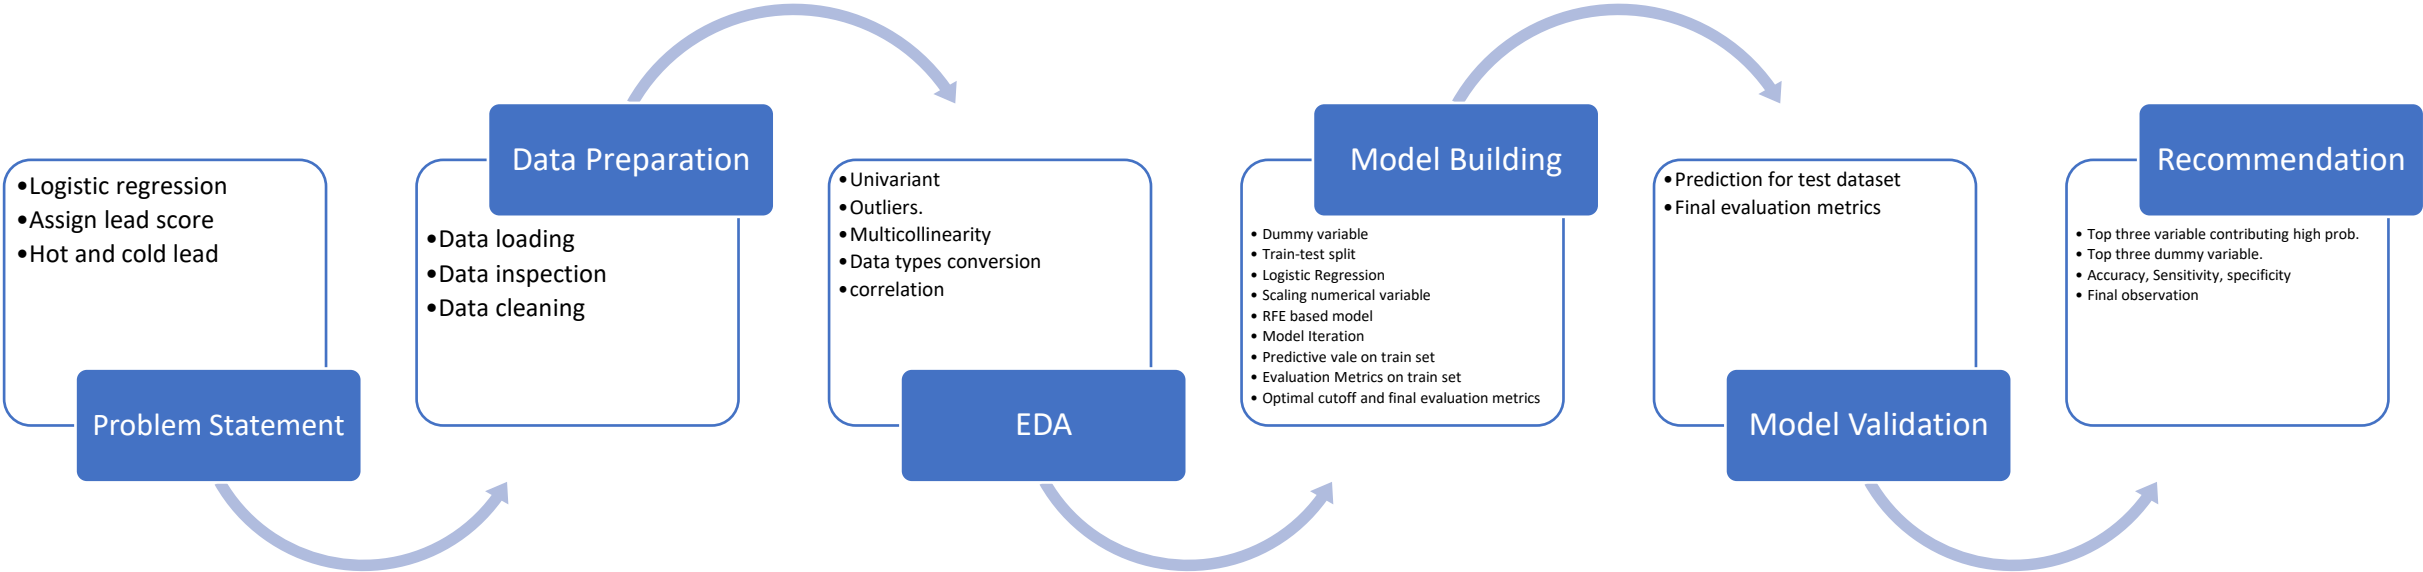 •Logistic regression
•Assign lead score
•Hot and cold lead
Problem Statement
Data Preparation
•Data loading
•Data inspection
•Data cleaning
•Univariant
•Outliers.
•Multicollinearity
•Data types conversion
•correlation
EDA
Model Building
• Dummy variable
• Train-test split
• Logistic Regression
• Scaling numerical variable
• RFE based model
• Model Iteration
• Predictive vale on train set
• Evaluation Metrics on train set
• Optimal cutoff and final evaluation metrics
•Prediction for test dataset
•Final evaluation metrics
Model Validation
Recommendation
• Top three variable contributing high prob.
• Top three dummy variable.
• Accuracy, Sensitivity, specificity
• Final observation